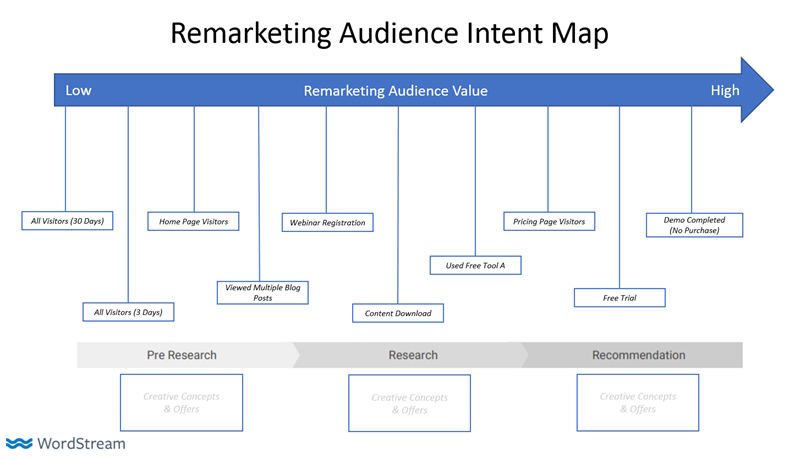 Remarketing Audience Intent Map
Low Remarketing Audience Value High
All Visitors (30 Days)
Home Page Visitors
Webinar Registration
Pricing Page Visitors
Demo Completed
(No Purchase)
Used Free Tool A
Viewed Multiple Blog
Posts
Free Trial
All Visitors (3 Days)
Content Download
Pre Research
Research
Recommendation
Creative Concepts
& Offers
Creative Concepts
& Offers
Creative Concepts
& Offers
WordStream